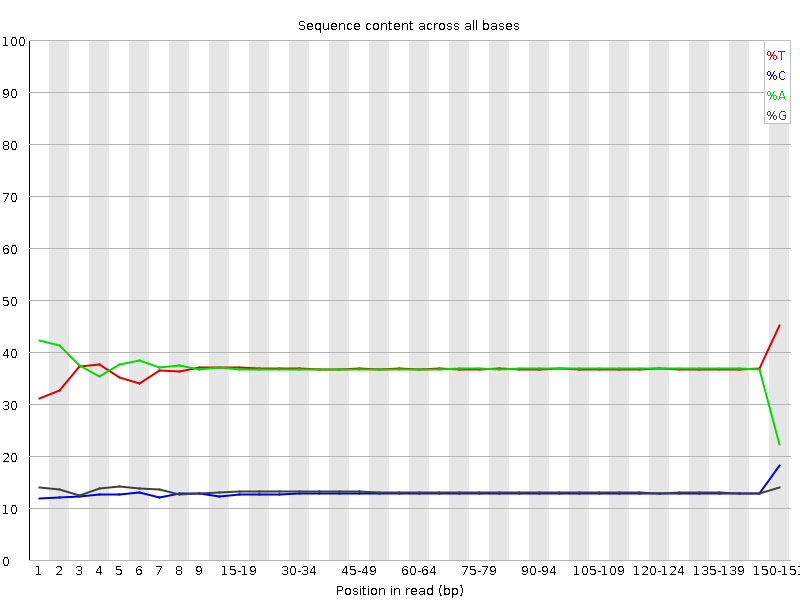 Sequence content across all bases
100
90
80
70
60
50
40
30
20
10
0
%T
%C
%A
%G
1 2 3 4 5 6 7 8 9 15-19 30-34 45-49 60-64 75-79 90-94 105-109 120-124 135-139 150-151
Position in read (bp)